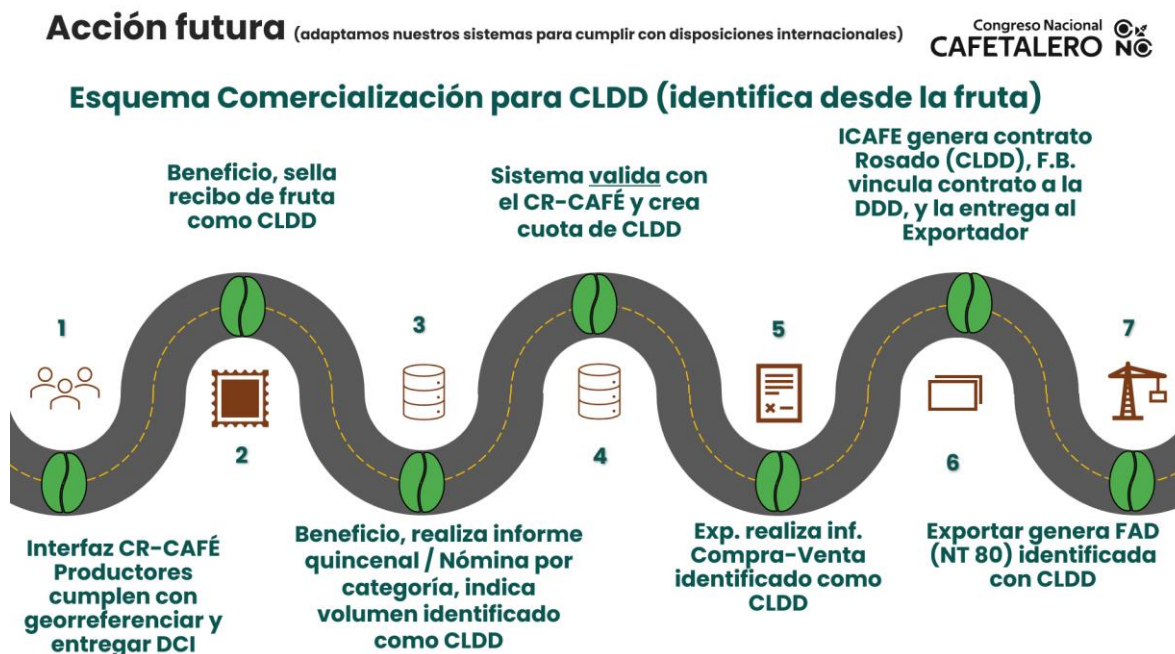 Acción futura (adaptamos nuestros sistemas para cumplir con disposiciones internacionales)
Congreso Nacional
CAFETALERO
CNC
Esquema Comercialización para CLDD (identifica desde la fruta)
1
Interfaz CR-CAFÉ
Productores
cumplen con
georreferenciar y
entregar DCI
Beneficio, sella
recibo de fruta
como CLDD
2
3
Beneficio, realiza informe
quincenal / Nómina por
categoría, indica
volumen identificado
como CLDD
Sistema valida con
el CR-CAFÉ y crea
cuota de CLDD
4
5
Exp. realiza inf.
Compra-Venta
identificado como
CLDD
ICAFE genera contrato
Rosado (CLDD), F.B.
vincula contrato a la
DDD, y la entrega al
Exportador
6
7
Exportar genera FAD
(NT 80) identificada
con CLDD